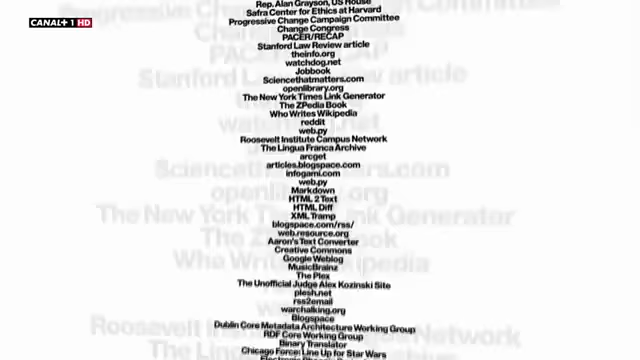 CANAL+ 1 HD
Rep. Alan Grayson, US House
Safra Center for Ethics at Harvard
Progressive Change Campaign Committee
Change Congress
PACER/RECAP
Stanford Law Review article
theinfo.org
watchdog.net
Jobbook
Sciencethatmatters.com
openlibrary.org
The New York Times Link Generator
The ZPedia Book
Who Writes Wikipedia
reddit
web.py
Roosevelt Institute Campus Network
The Lingua Franca Archive
arcget
articles.blogspace.com
infogami.com
web.py
Markdown
HTML 2 Text
HTML Diff
XML Tramp
blogspace.com/rss/
web.resource.org
Aaron's Text Converter
Creative Commons
Google Weblog
MusicBrainz
The Plex
The Unofficial Judge Alex Kozinski Site
plesh.net
rss2email
warchalking.org
Blogspace
Dublin Core Metadata Architecture Working Group
RDF Core Working Group
Binary Translator
Chicago Force: Line Up for Star Wars